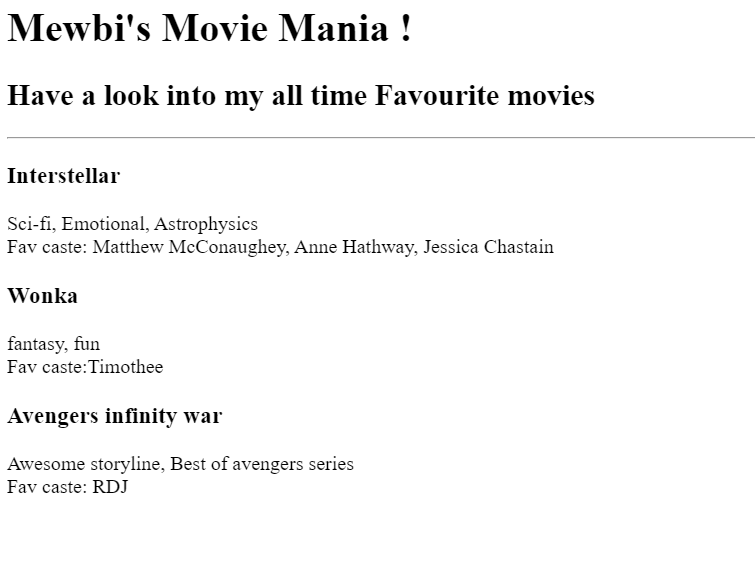 Mewbi's Movie Mania !
Have a look into my all time Favourite movies
Interstellar
Sci-fi, Emotional, Astrophysics
Fav caste: Matthew McConaughey, Anne Hathway, Jessica Chastain
Wonka
fantasy, fun
Fav caste:Timothee
Avengers infinity war
Awesome storyline, Best of avengers series
Fav caste: RDJ